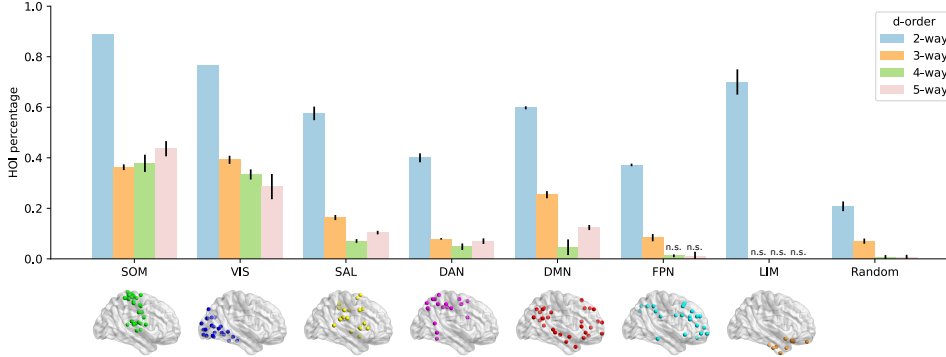 d-order
2-way
3-way
4-way
5-way
HOI percentage
1.0
0.8
0.6
0.4
0.2
0.0
n.s. n.s.
n.s. n.s. n.s.
SOM VIS SAL DAN DMN FPN LIM Random